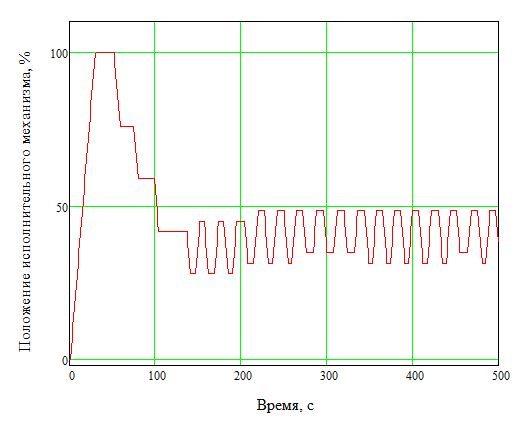 Положение исполнительного механизма, %
100
50
0
0 100 200 300 400 500
Время, с